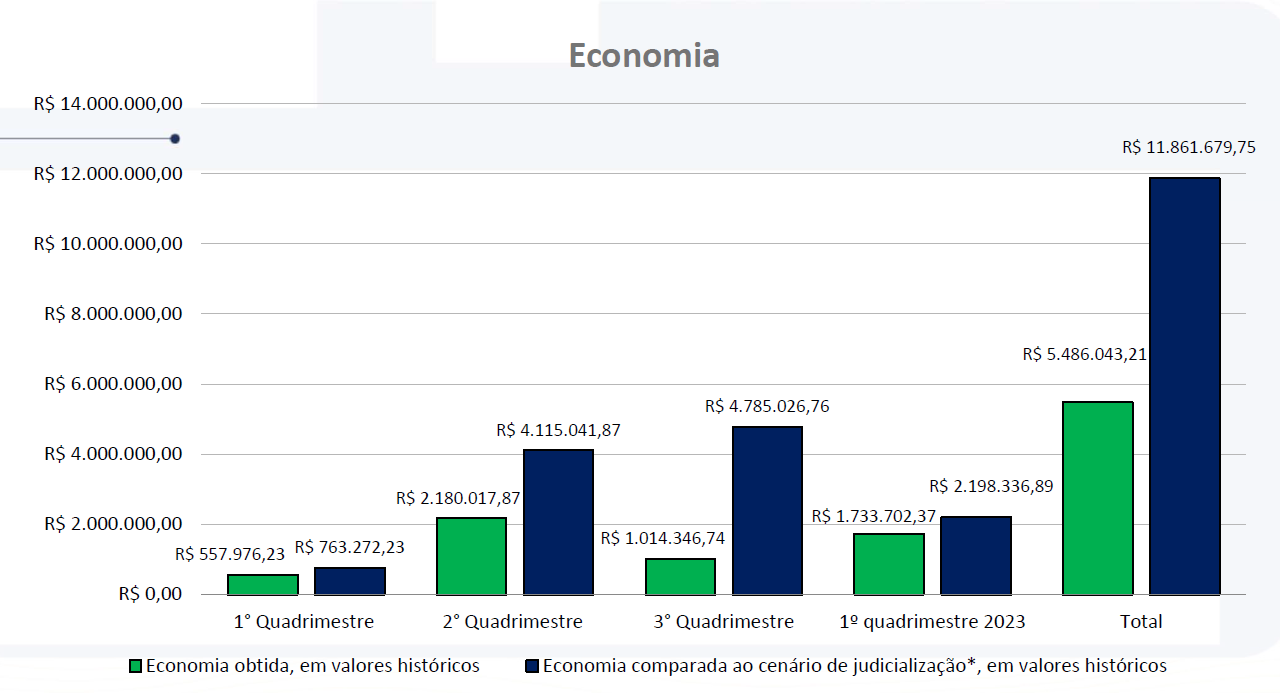 Economia
R$ 14.000.000,00
R$ 12.000.000,00
R$ 10.000.000,00
R$ 8.000.000,00
R$ 6.000.000,00
R$ 4.000.000,00
R$ 2.000.000,00
R$ 0,00
R$ 557.976,23
R$ 763.272,23
R$ 2.180.017,87
R$ 4.115.041,87
R$ 1.014.346,74
R$ 4.785.026,76
R$ 1.733.702,37
R$ 2.198.336,89
R$ 5.486.043,21
R$ 11.861.679,75
1° Quadrimestre
2° Quadrimestre
3° Quadrimestre
1º quadrimestre 2023
Total
Economia obtida, em valores históricos
Economia comparada ao cenário de judicialização*, em valores históricos